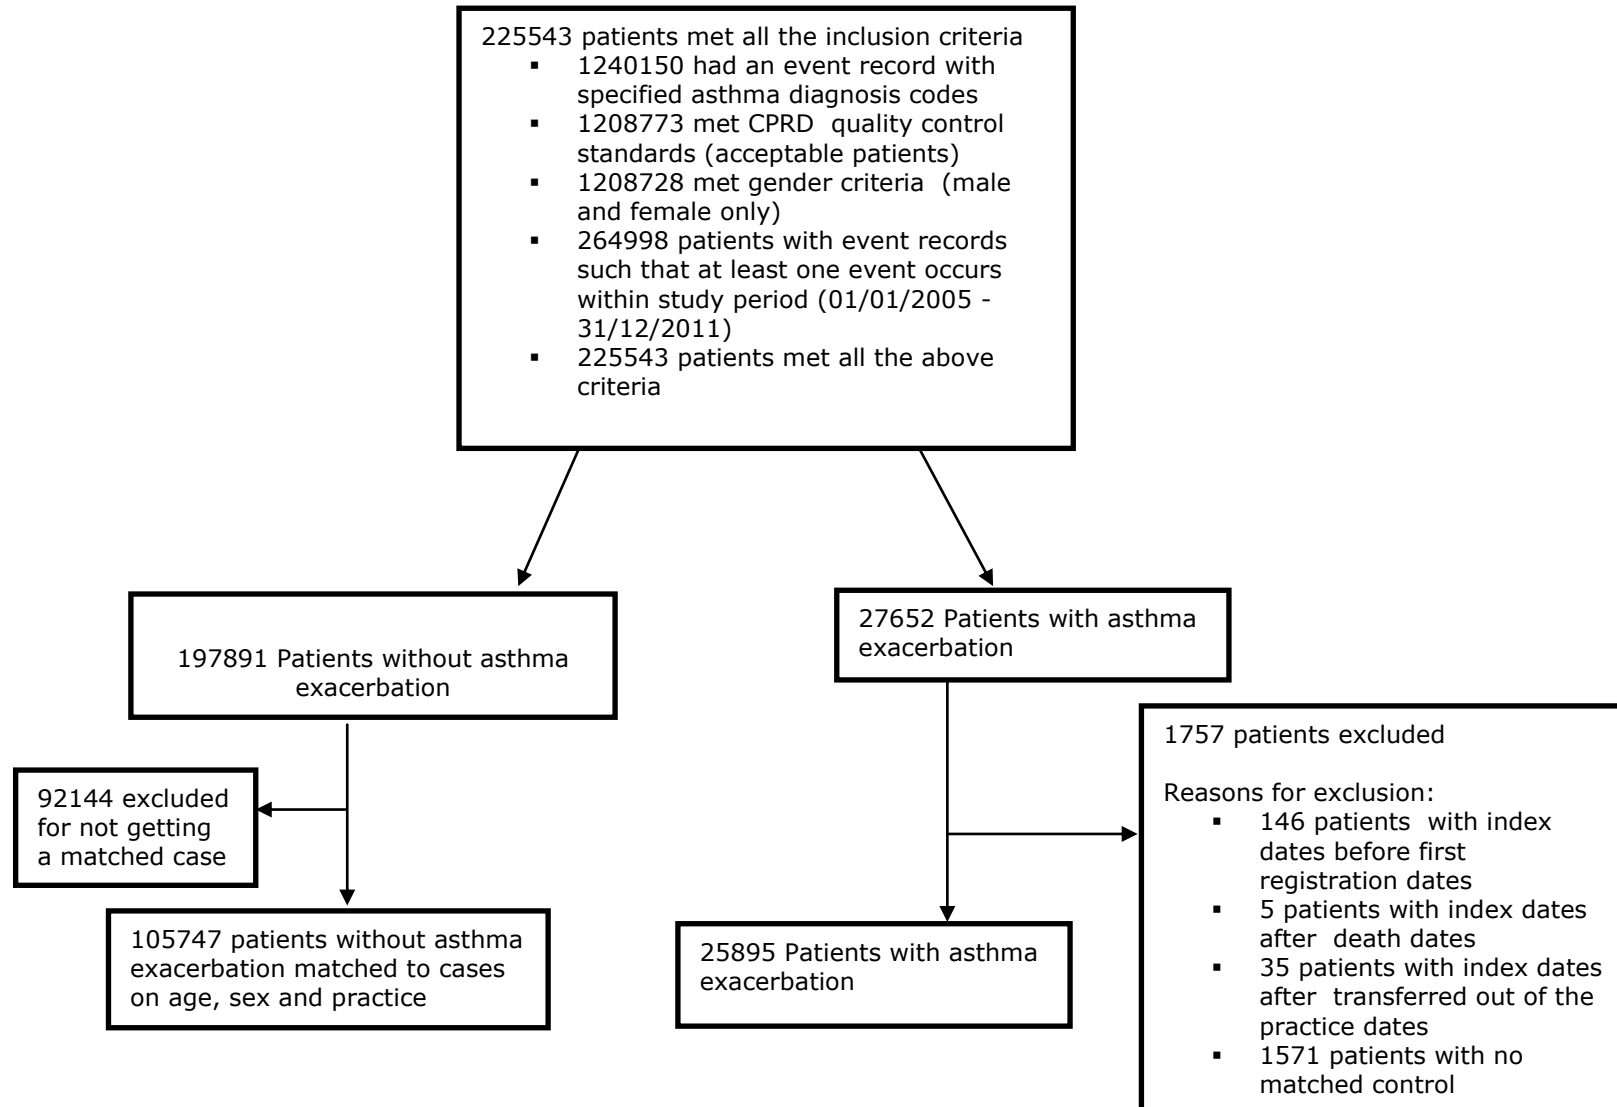 225543 patients met all the inclusion criteria
▪ 1240150 had an event record with
specified asthma diagnosis codes
▪ 1208773 met CPRD  quality control
standards (acceptable patients)
▪ 1208728 met gender criteria  (male
and female only)
▪ 264998 patients with event records
such that at least one event occurs
within study period (01/01/2005 -
31/12/2011)
▪ 225543 patients met all the above
criteria
197891 Patients without asthma
exacerbation
27652 Patients with asthma
exacerbation
92144 excluded
for not getting
a matched case
1757 patients excluded
Reasons for exclusion:
▪ 146 patients  with index
dates before first
registration dates
▪ 5 patients with index dates
after  death dates
▪ 35 patients with index dates
after  transferred out of the
practice dates
▪ 1571 patients with no
matched control
105747 patients without asthma
exacerbation matched to cases
on age, sex and practice
25895 Patients with asthma
exacerbation